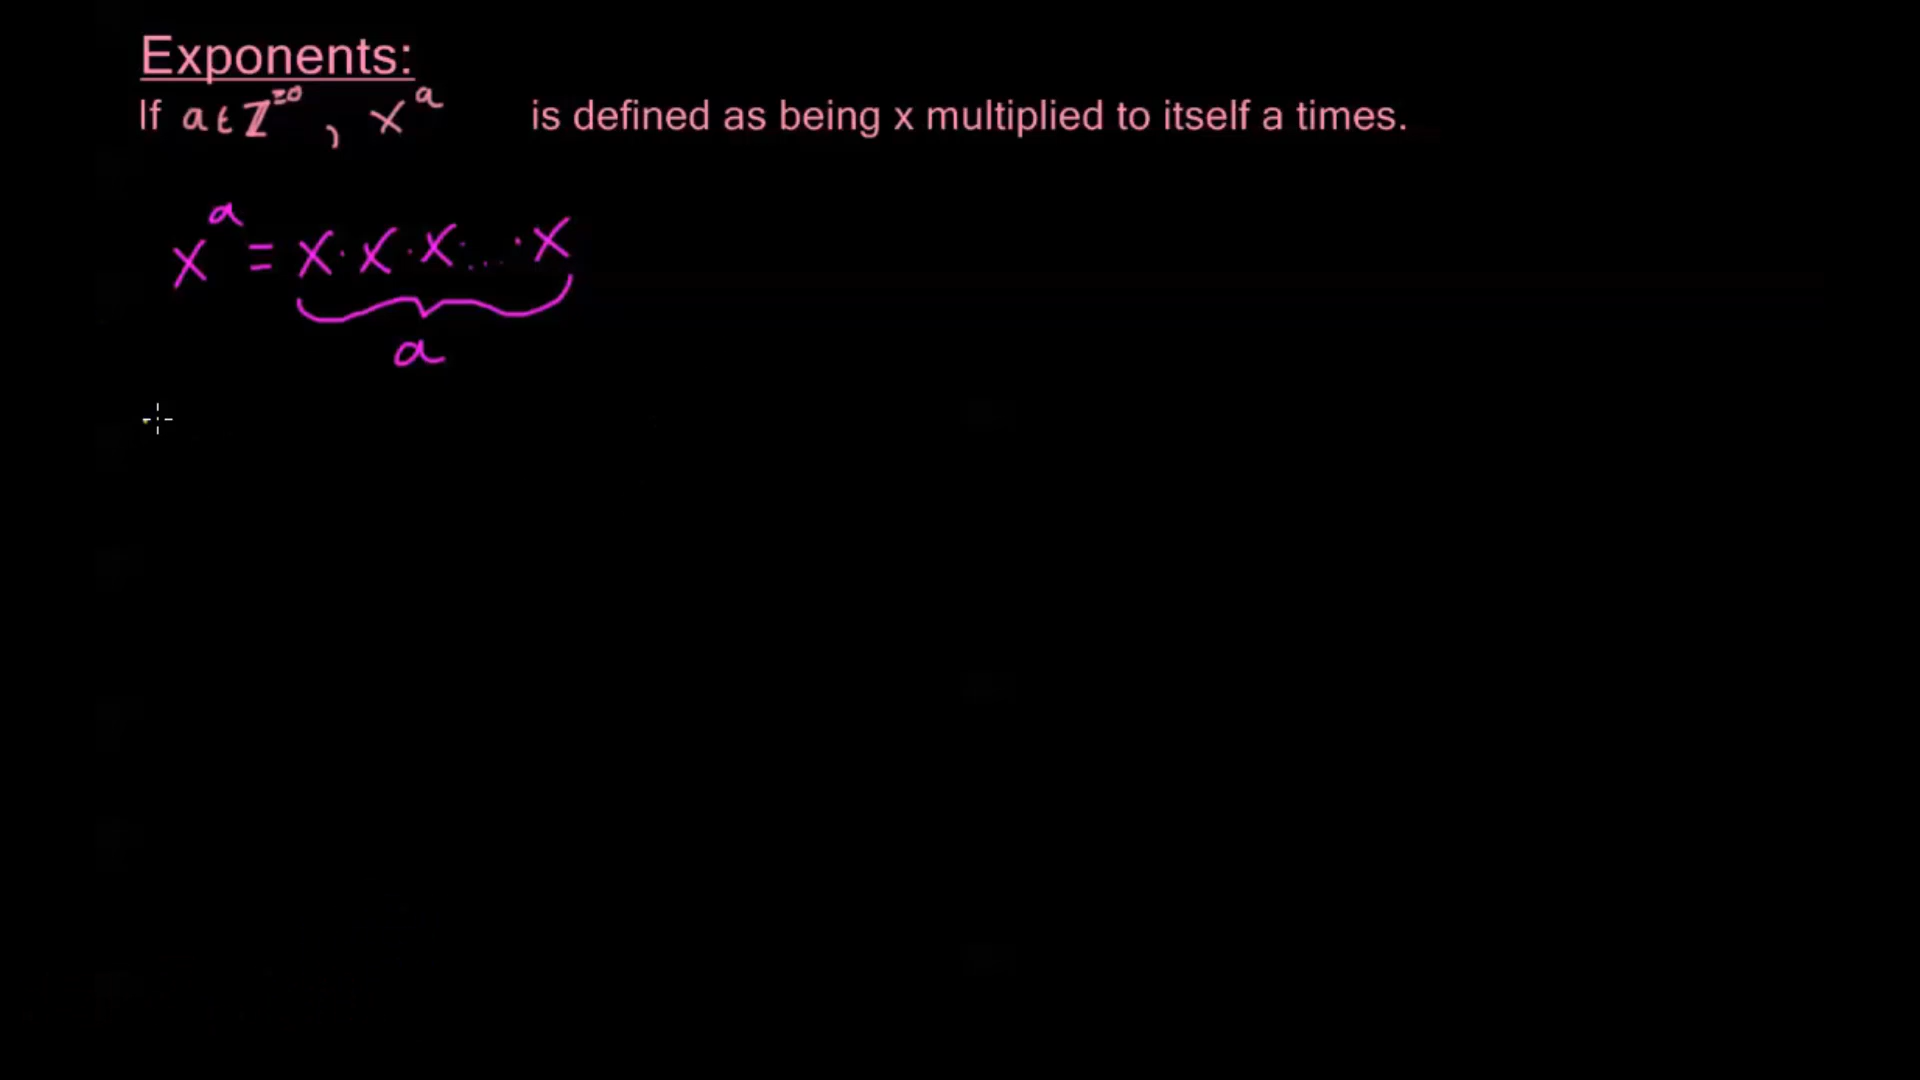 Exponents:
If a ∈ ℤ^≥0, x^a is defined as being x multiplied to itself a times.
x^a = x · x · x · ... · x
a